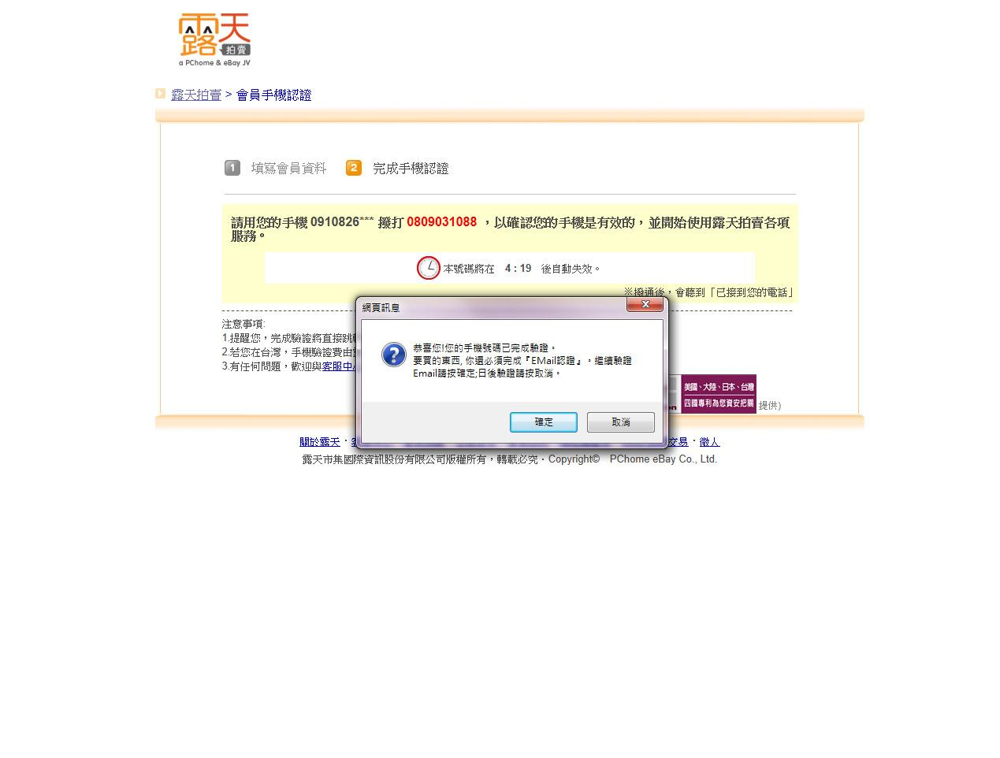 露天
拍賣
a PChome & eBay JV
露天拍賣 > 會員手機認證
1 填寫會員資料 2 完成手機認證
請用您的手機 0910826*** 撥打 0809031088 ，以確認您的手機是有效的，並開始使用露天拍賣各項
服務。
本號碼將在 4 : 19 後自動失效。
※撥通後，會聽到「已接到您的電話」
網頁訊息
恭喜您!您的手機號碼已完成驗證。
要買的東西, 你還必須完成『EMail認證』。繼續驗證
Email請按確定;日後驗證請按取消。
確定 取消
注意事項:
1.提醒您，完成驗證將直接跳
2.若您在台灣，手機驗證費由
3.有任何問題，歡迎與客服中
美國、大陸、日本、台灣
四國專利為您資安把關
提供)
關於露天 · 交易 · 徵人
露天市集國際資訊股份有限公司版權所有，轉載必究．Copyright© PChome eBay Co., Ltd.